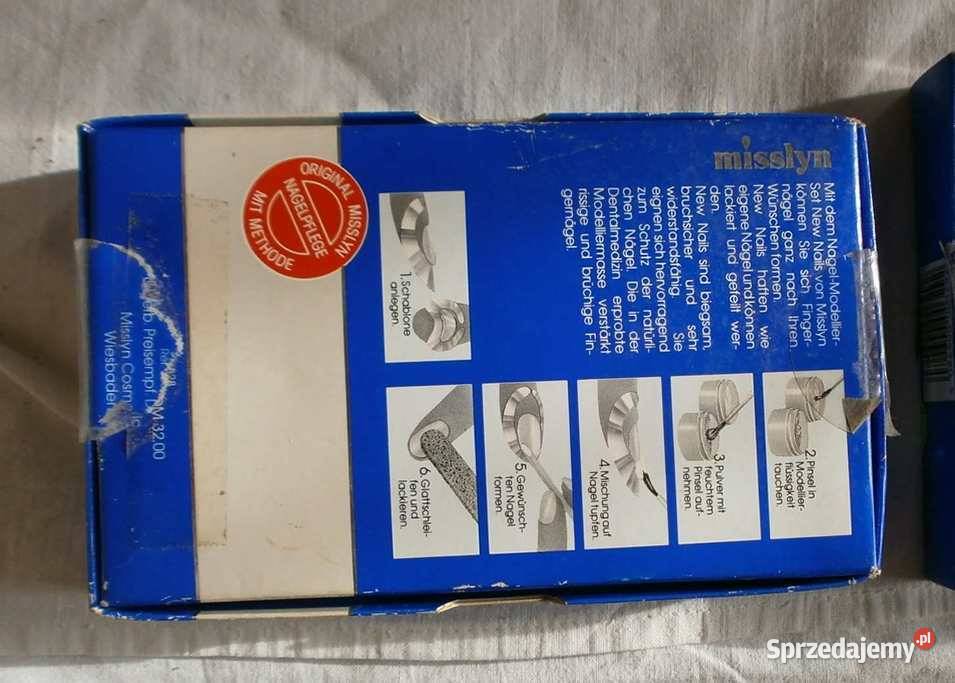 misslyn
Mit dem Nagel-Modellier-
Set New Nails von Misslyn
können Sie sich Finger-
nägel ganz nach Ihren
Wünschen formen.
New Nails haften wie
eigene Nägel und können
lackiert und gefeilt wer-
den.
New Nails sind biegsam,
bruchsicher und sehr
widerstandsfähig. Sie
eignen sich hervorragend
zum Schutz der natürli-
chen Nägel. Die in der
Dentalmedizin erprobte
Modelliermasse verstärkt
rissige und brüchige Fin-
gernägel.
1. Schablone
anlegen.
2. Pinsel in
Modellier-
flüssigkeit
tauchen.
3. Pulver mit
feuchtem
Pinsel auf-
nehmen.
4. Mischung auf
Nagel tupfen.
5. Gewünsch-
ten Nagel
formen.
6. Glattschlei-
fen und
lackieren.
ORIGINAL MISSLYN
NAGELPFLEGE
MIT METHODE
Preisempf DM 32.00
Misslyn Cosmetic
Wiesbaden
Sprzedajemy.pl